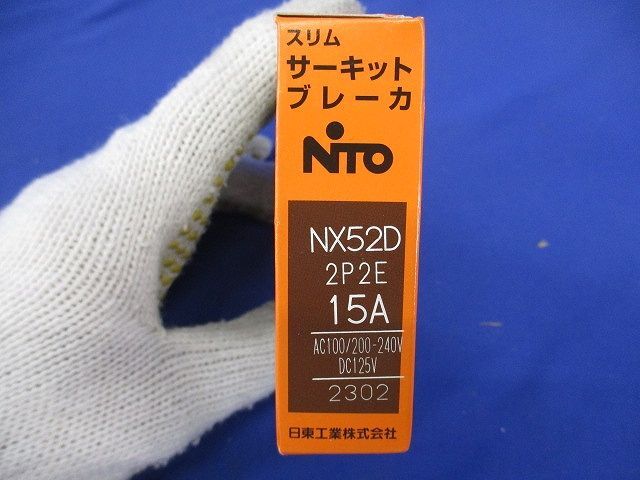 スリム
サーキット
ブレーカ
NITO
NX52D
2P2E
15A
AC100/200-240V
DC125V
2302
日東工業株式会社